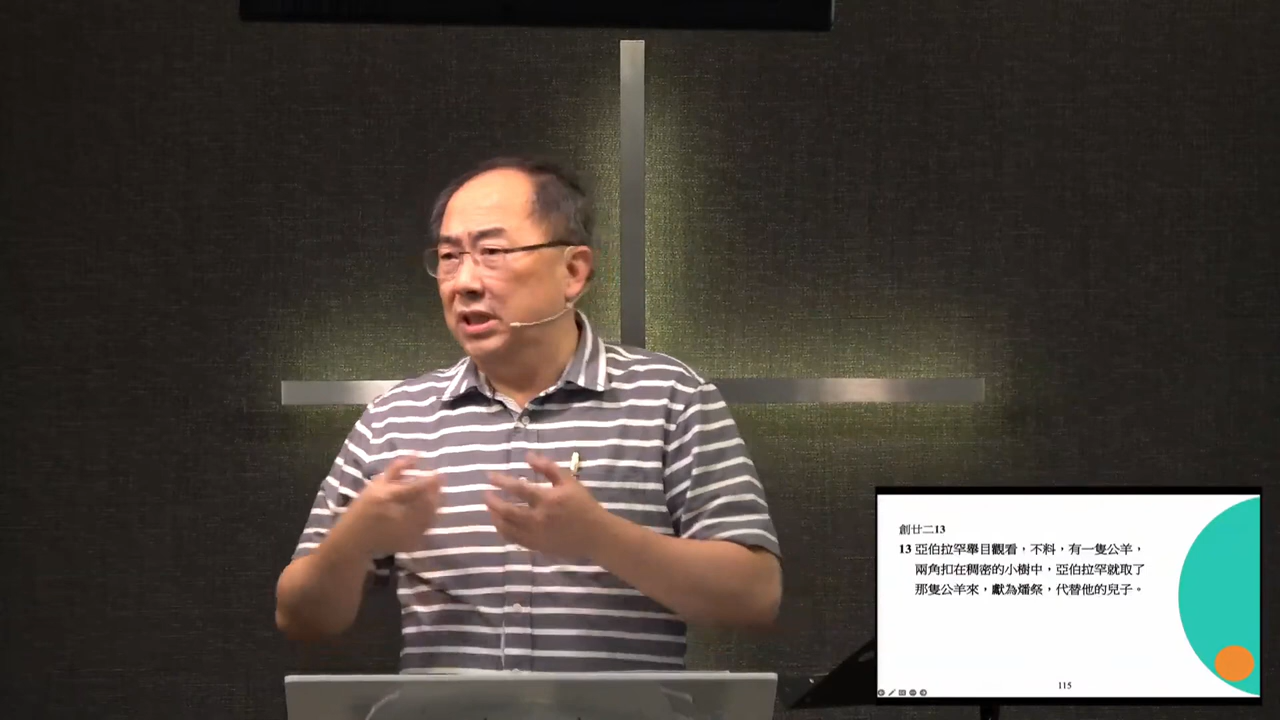 創廿二13
13 亞伯拉罕舉目觀看，不料，有一隻公羊，
兩角扣在稠密的小樹中，亞伯拉罕就取了
那隻公羊來，獻為燔祭，代替他的兒子。
115